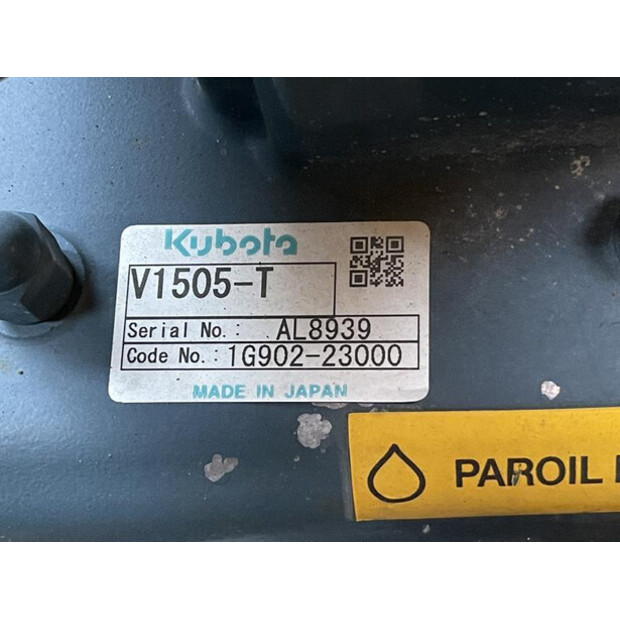 Kubota
V1505-T
Serial No.: AL8939
Code No.: 1G902-23000
MADE IN JAPAN
PAROIL